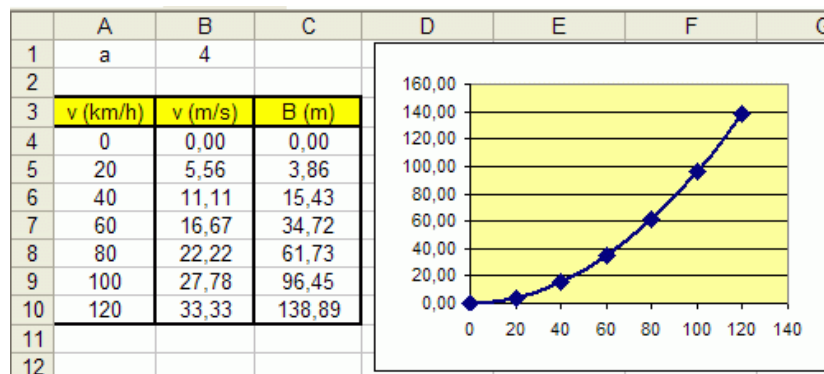 A B C D E F G
1 a 4
2
3 v (km/h) v (m/s) B (m)
4 0 0,00 0,00
5 20 5,56 3,86
6 40 11,11 15,43
7 60 16,67 34,72
8 80 22,22 61,73
9 100 27,78 96,45
10 120 33,33 138,89
11
12
160,00
140,00
120,00
100,00
80,00
60,00
40,00
20,00
0,00
0 20 40 60 80 100 120 140